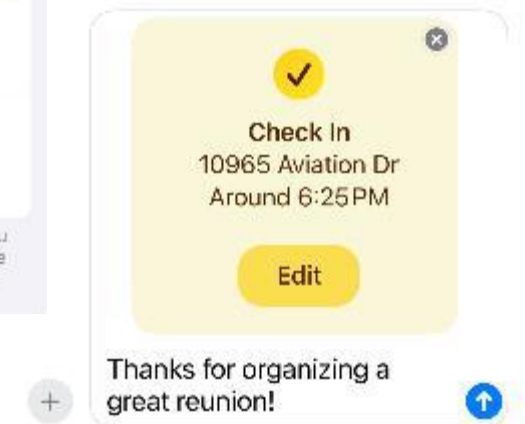 Check In
10965 Aviation Dr
Around 6:25PM
Edit
Thanks for organizing a
great reunion!